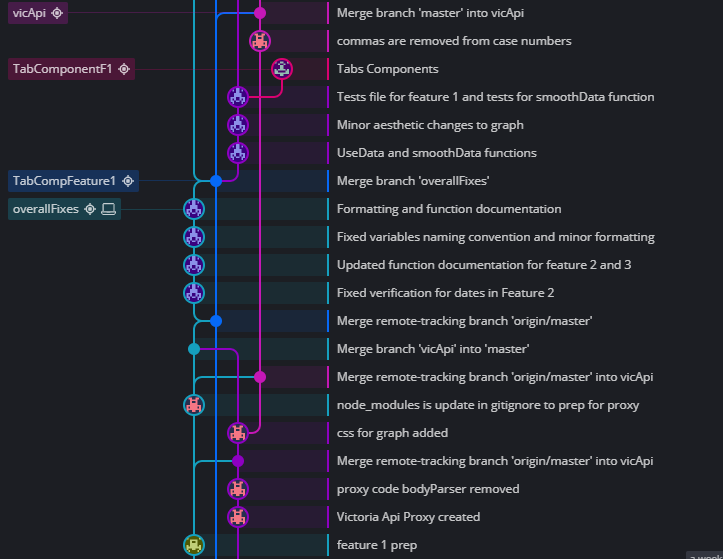 vicApi Merge branch 'master' into vicApi
commas are removed from case numbers
TabComponentF1 Tabs Components
Tests file for feature 1 and tests for smoothData function
Minor aesthetic changes to graph
UseData and smoothData functions
TabCompFeature1 Merge branch 'overallFixes'
overallFixes Formatting and function documentation
Fixed variables naming convention and minor formatting
Updated function documentation for feature 2 and 3
Fixed verification for dates in Feature 2
Merge remote-tracking branch 'origin/master'
Merge branch 'vicApi' into 'master'
Merge remote-tracking branch 'origin/master' into vicApi
node_modules is update in gitignore to prep for proxy
css for graph added
Merge remote-tracking branch 'origin/master' into vicApi
proxy code bodyParser removed
Victoria Api Proxy created
feature 1 prep
a week